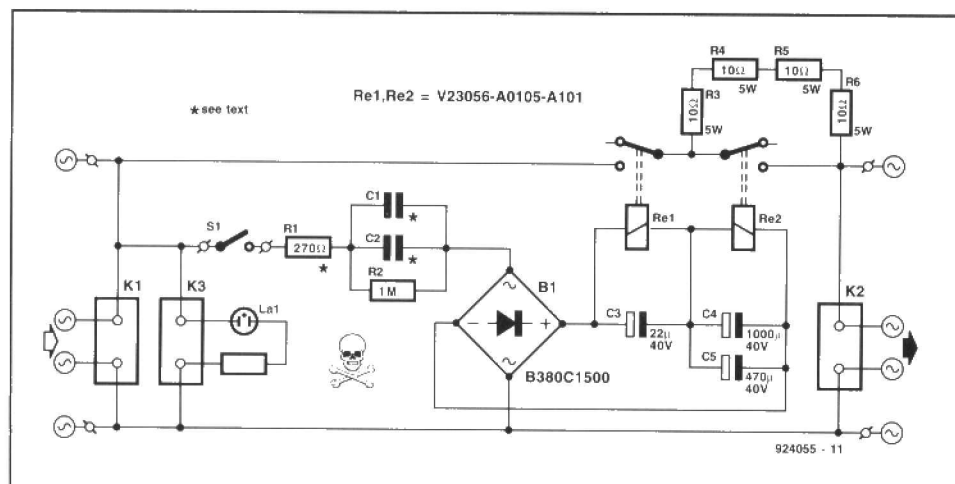 R4
R5
10Ω
10Ω
R6
R3
5W
5W
10Ω
10Ω
5W
5W
Re1,Re2 = V23056-A0105-A101
* see text
C1
*
S1
R1
270Ω
*
C2
*
R2
1M
Re1
Re2
K1
K3
La1
B1
K2
C3
22μ
40V
C4
1000μ
40V
C5
470μ
40V
B380C1500
924055 - 11